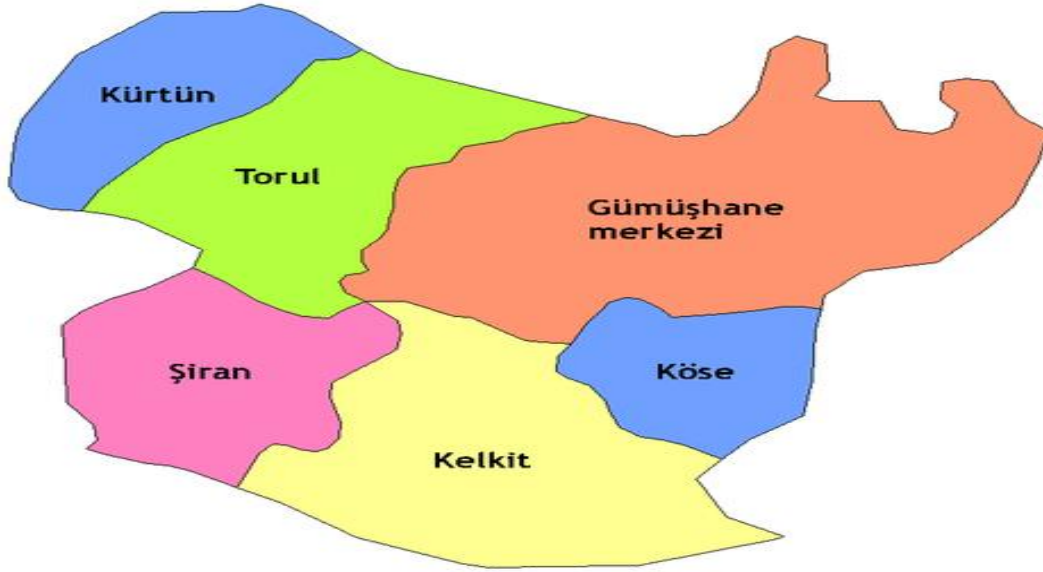 Kürtün
Torul
Gümüşhane
merkezi
Şiran
Köse
Kelkit